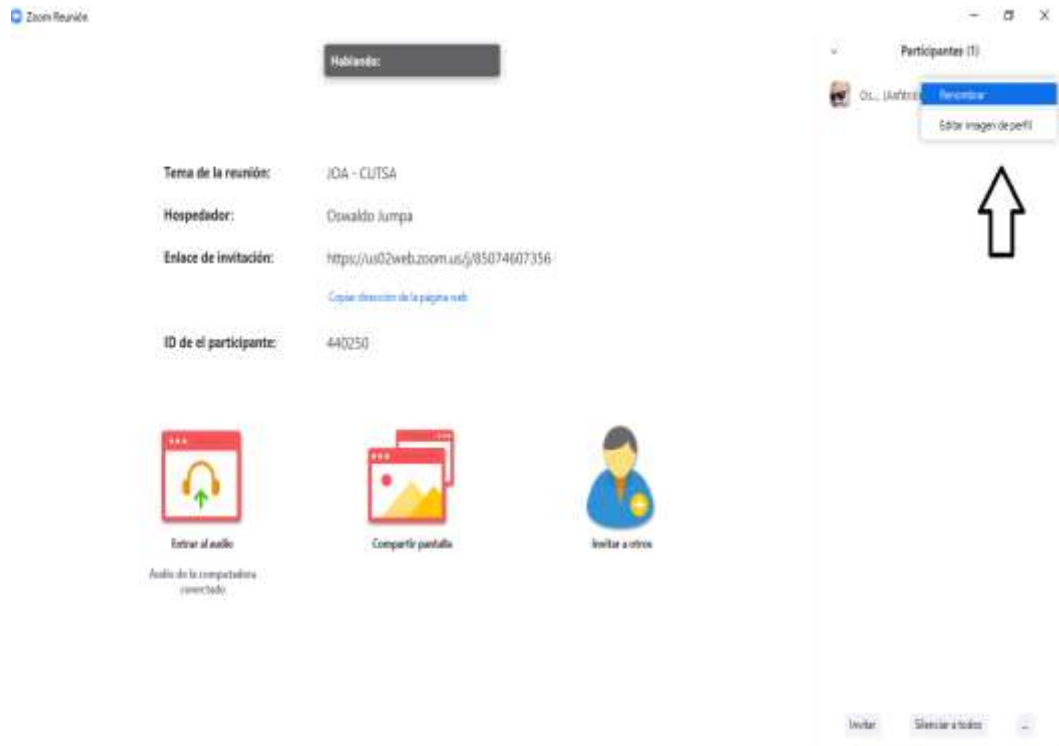 Zoom Reunión
Hablando:
Participantes (1)
Os... (Anfitrió
Renombrar
Editar imagen de perfil
Tema de la reunión: JOA - CUTSA
Hospedador: Oswaldo Jumpa
Enlace de invitación: https://us02web.zoom.us/j/85074607356
Copiar dirección de la página web
ID de el participante: 440250
Entrar al audio
Compartir pantalla
Invitar a otros
Audio de la computadora
conectado
Invitar
Silenciar a todos
...